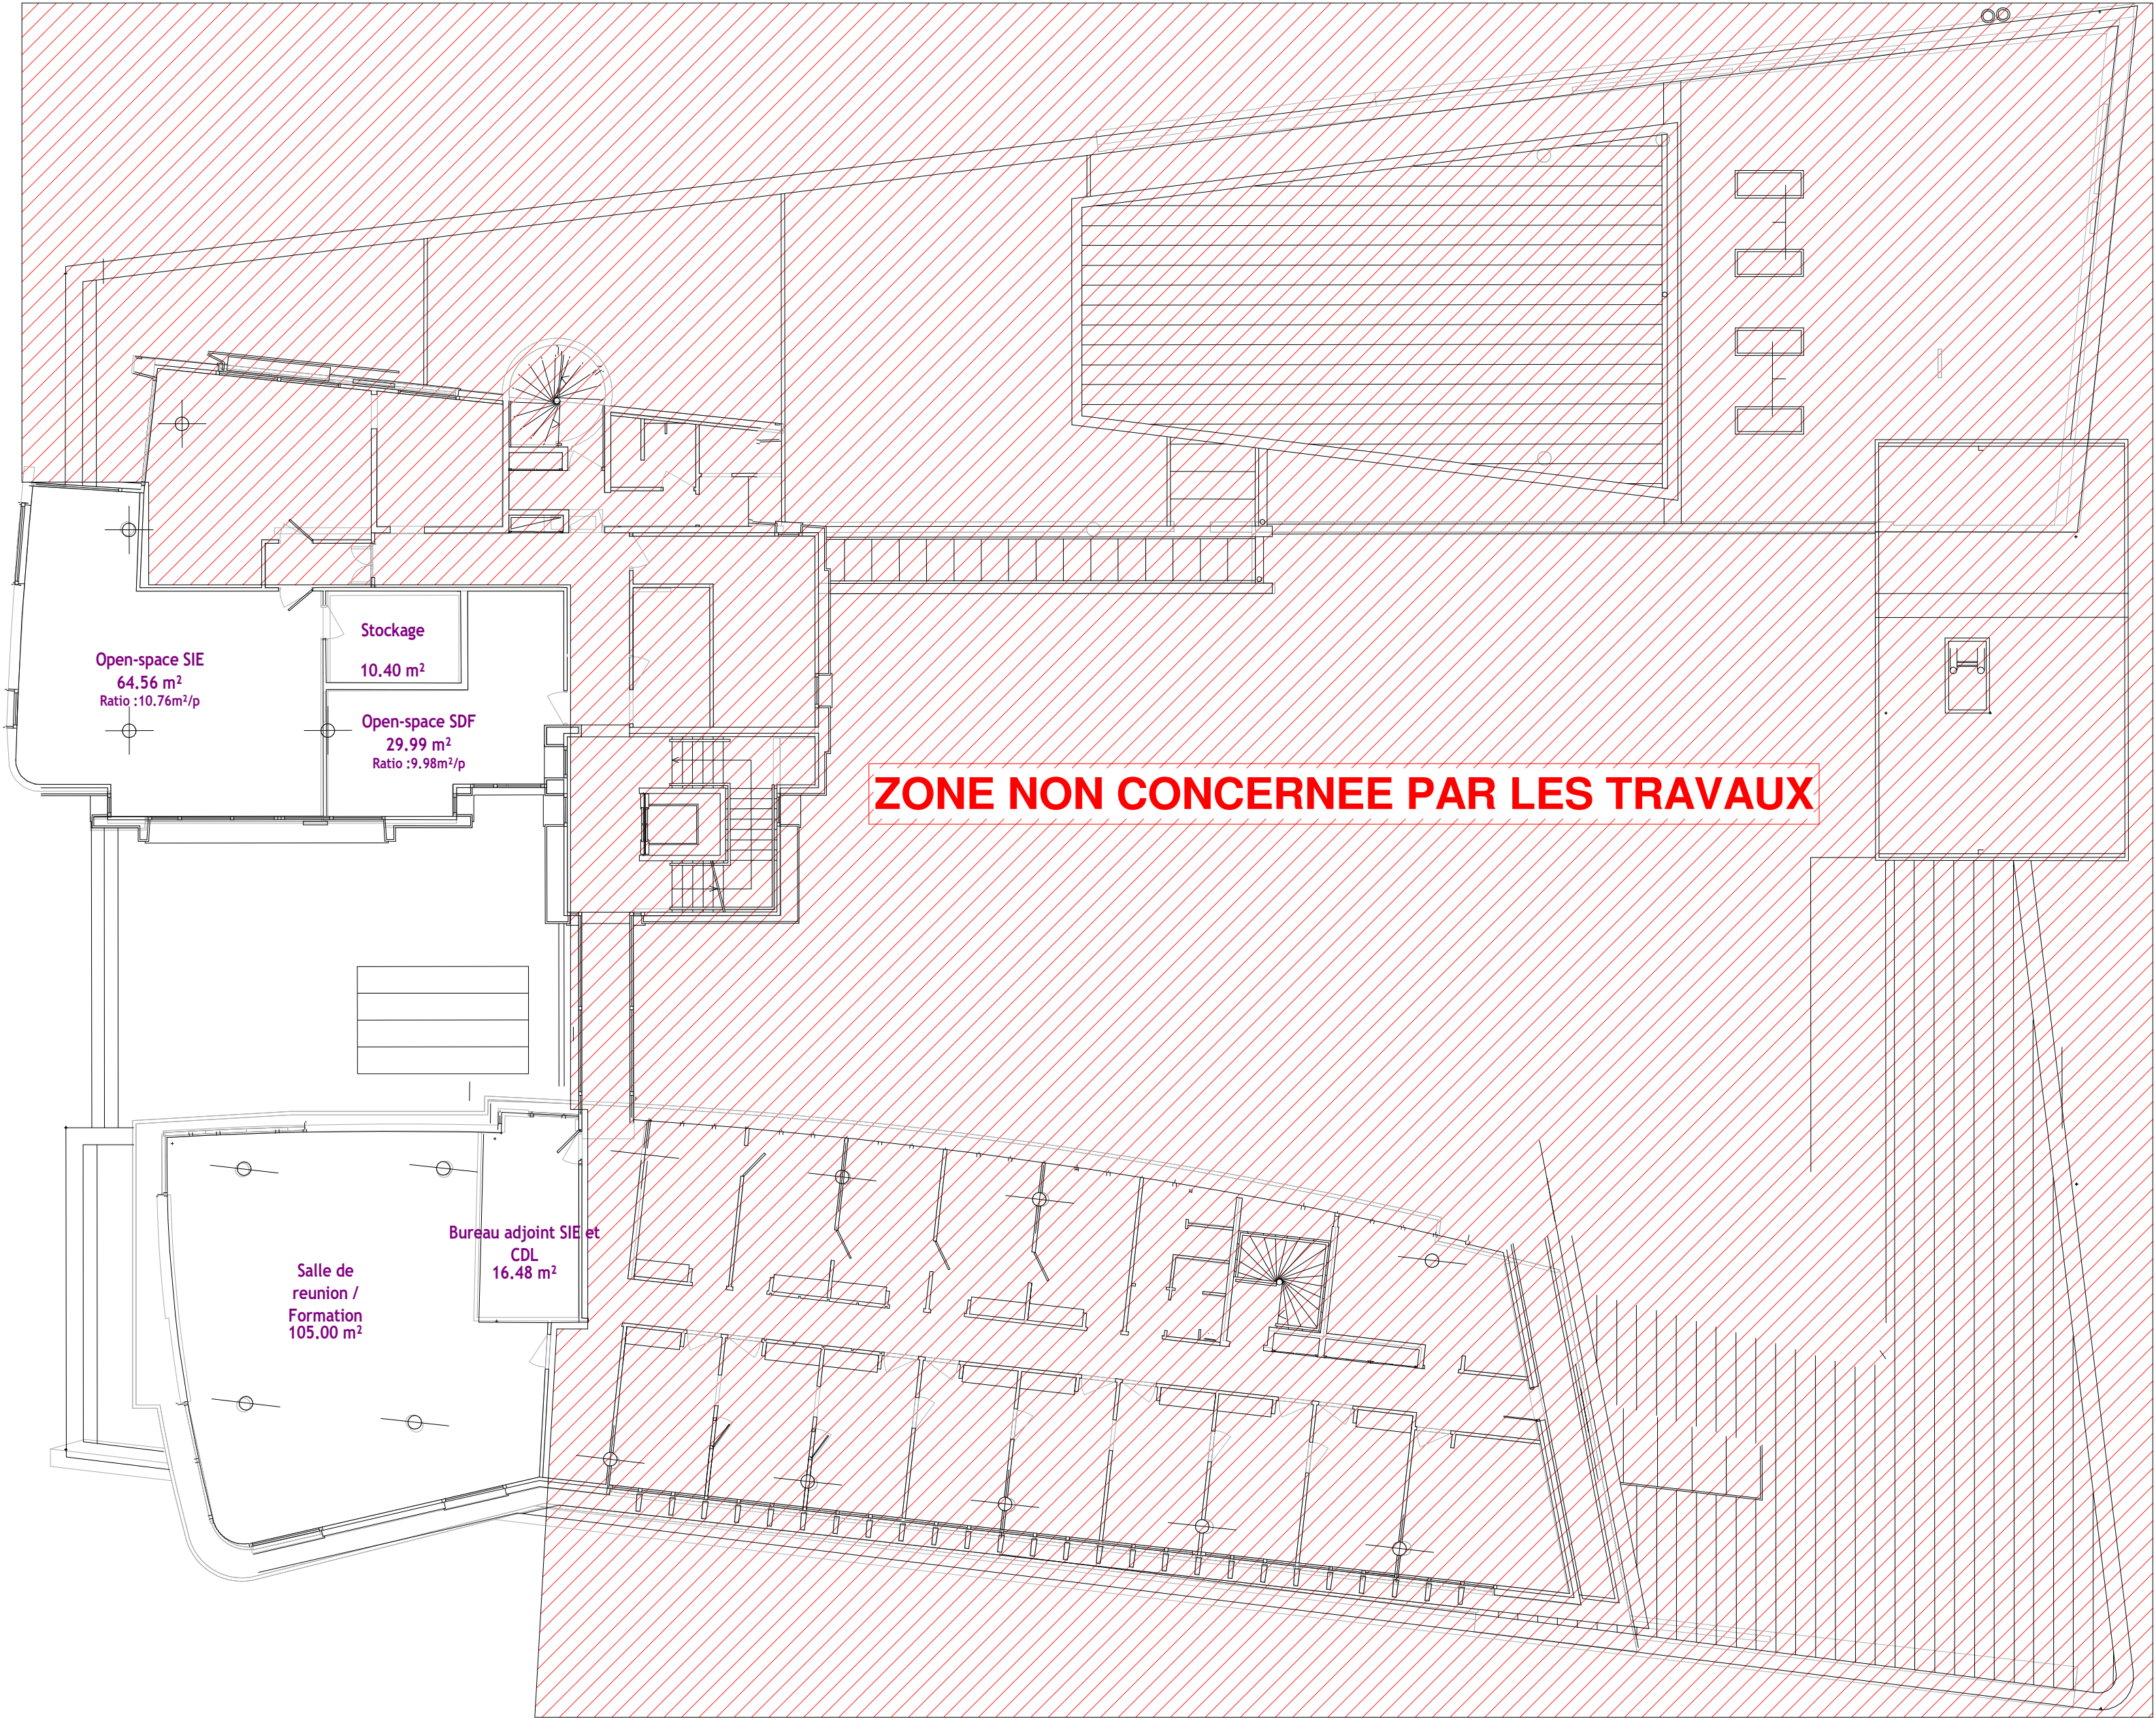 Stockage
10.40 m²
Open-space SIE
64.56 m²
Ratio :10.76m²/p
Open-space SDF
29.99 m²
Ratio :9.98m²/p
ZONE NON CONCERNEE PAR LES TRAVAUX
Bureau adjoint SIE et
CDL
16.48 m²
Salle de
reunion /
Formation
105.00 m²